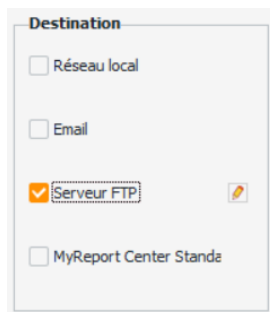 Destination
Réseau local
Email
Serveur FTP
MyReport Center Standa